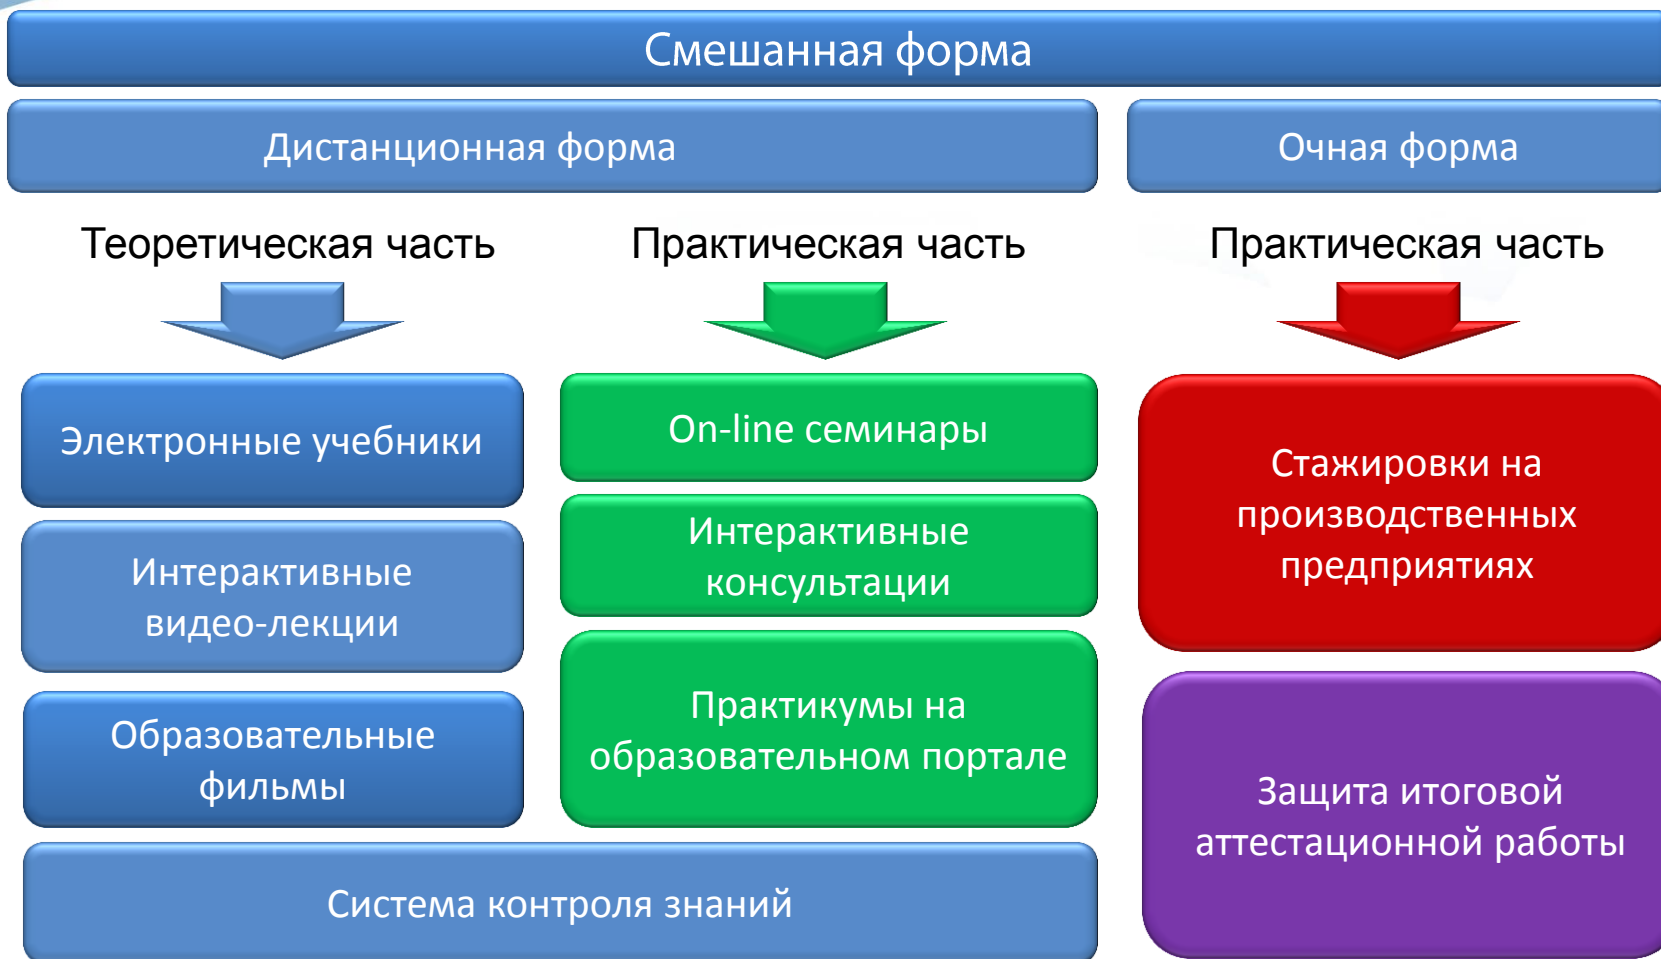 Смешанная форма
Дистанционная форма
Очная форма
Теоретическая часть
Практическая часть
Практическая часть
Электронные учебники
Интерактивные
видео-лекции
Образовательные
фильмы
On-line семинары
Интерактивные
консультации
Практикумы на
образовательном портале
Система контроля знаний
Стажировки на
производственных
предприятиях
Защита итоговой
аттестационной работы